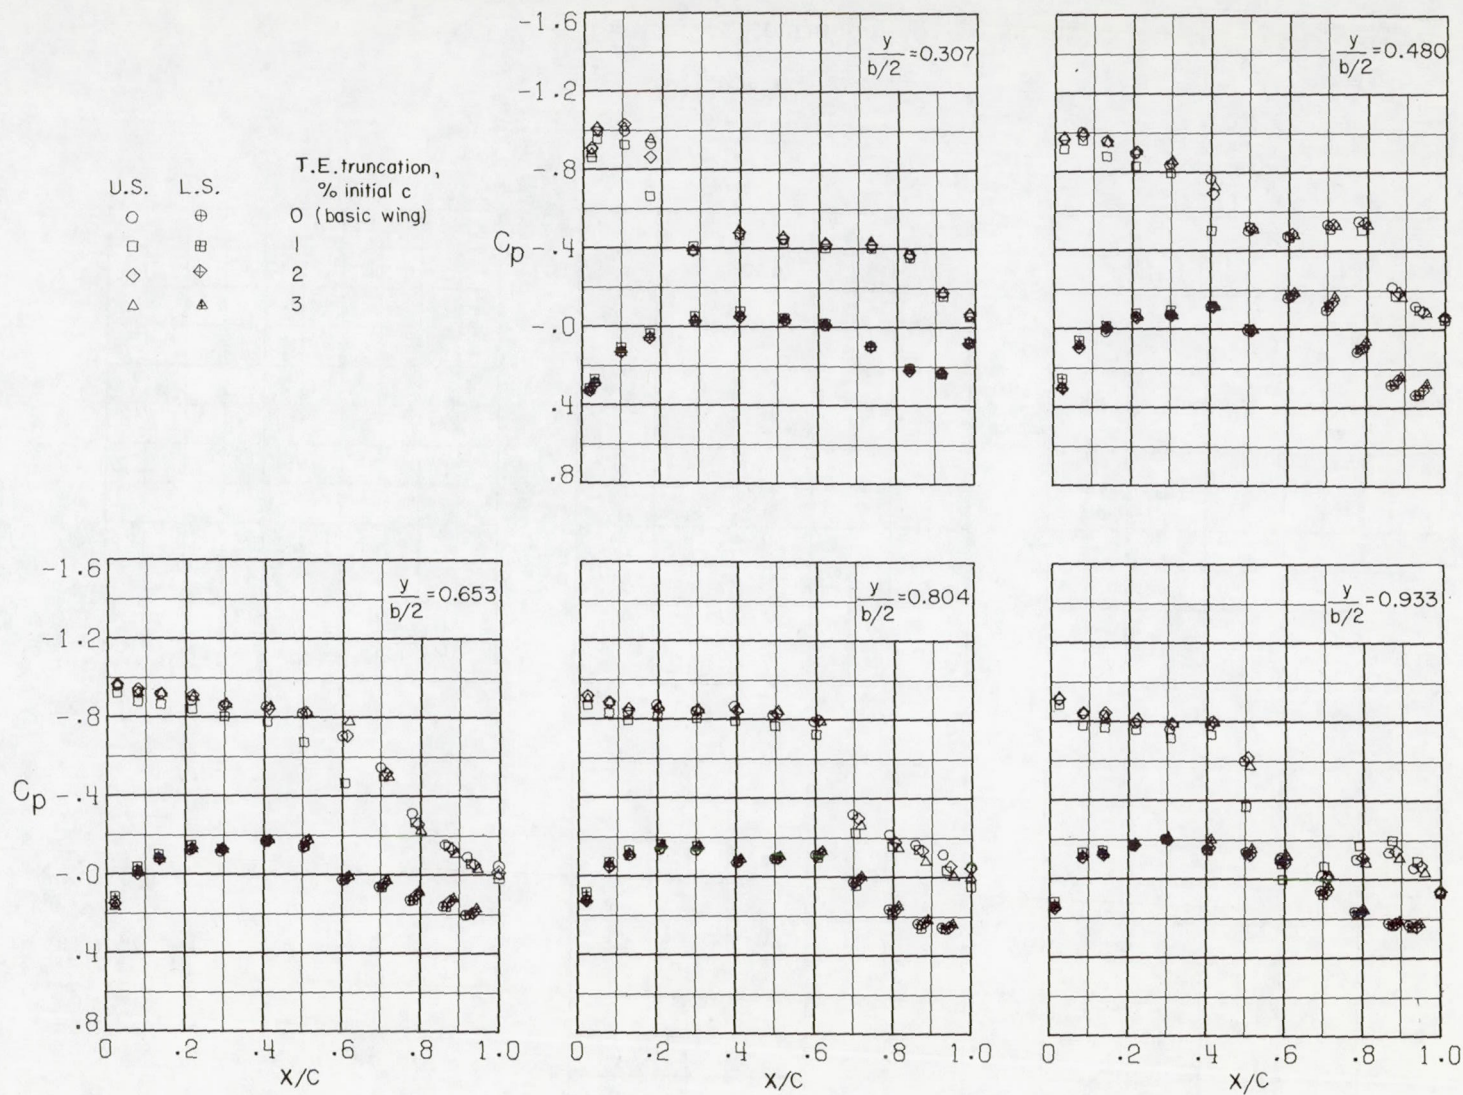 T.E. truncation,
U.S. L.S. % initial c
0 (basic wing)
1
2
3
-1.6
-1.2
-.8
Cp -.4
-.0
.4
.8
y
b/2 =0.307
y
b/2 =0.480
-1.6
-1.2
-.8
Cp -.4
-.0
.4
.8
y
b/2 =0.653
0 .2 .4 .6 .8 1.0
X/C
y
b/2 =0.804
0 .2 .4 .6 .8 1.0
X/C
y
b/2 =0.933
0 .2 .4 .6 .8 1.0
X/C